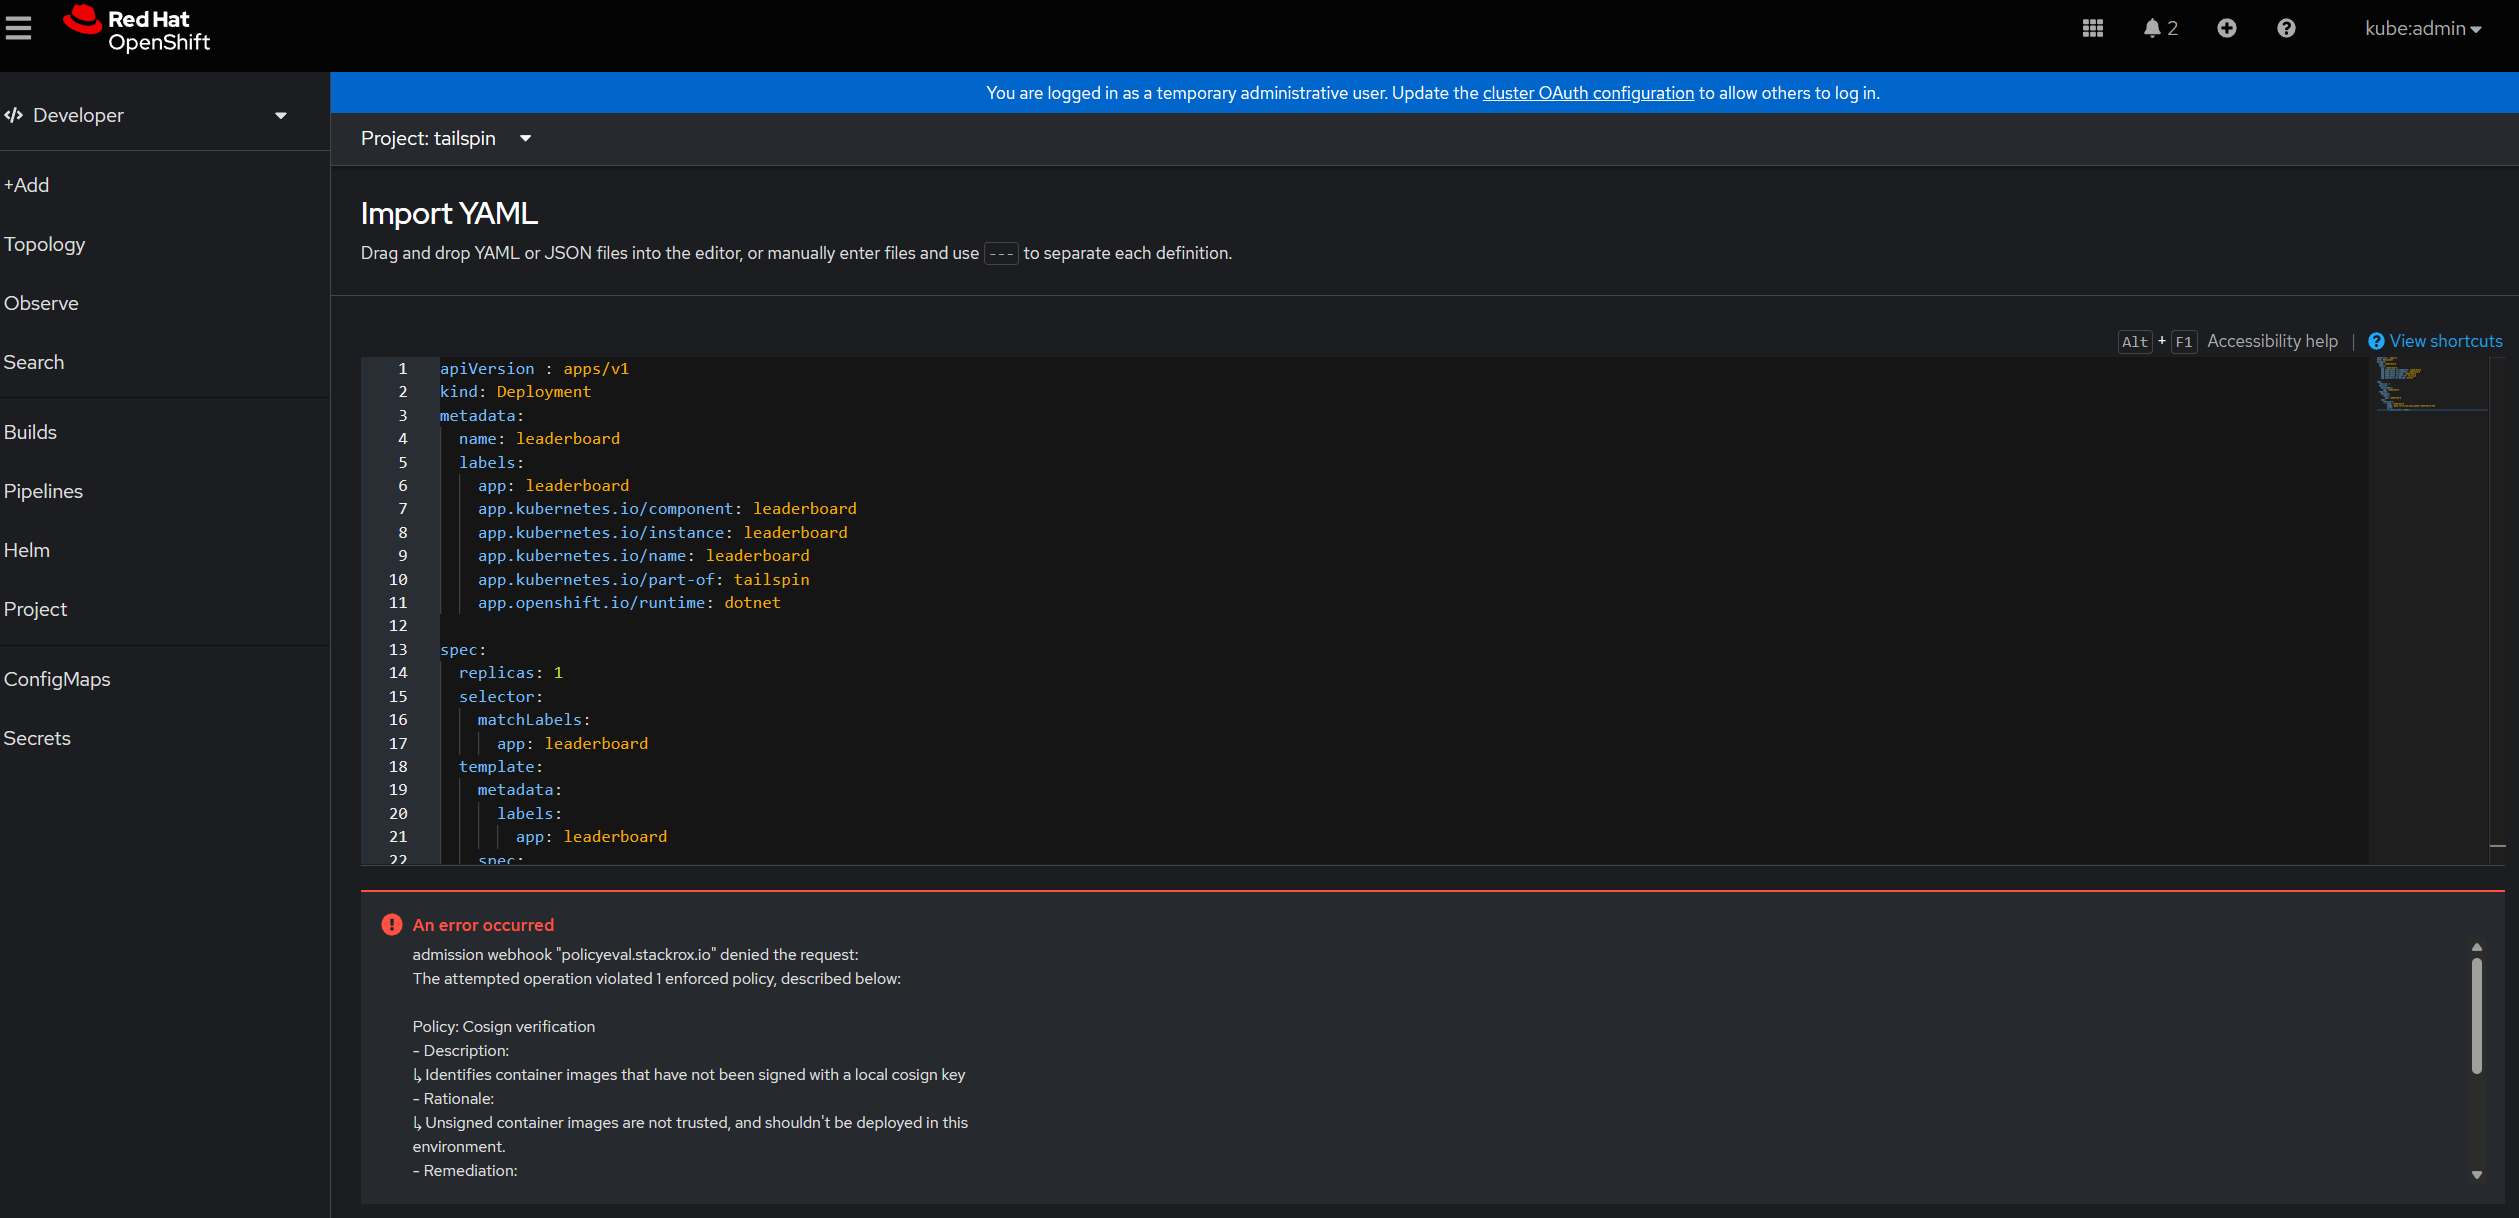 Red Hat
OpenShift
2
kube:admin
You are logged in as a temporary administrative user. Update the cluster OAuth configuration to allow others to log in.
Developer
+Add
Topology
Observe
Search
Builds
Pipelines
Helm
Project
ConfigMaps
Secrets
Project: tailspin
Import YAML
Drag and drop YAML or JSON files into the editor, or manually enter files and use --- to separate each definition.
Alt + F1 Accessibility help | View shortcuts
1 apiVersion : apps/v1
2 kind: Deployment
3 metadata:
4   name: leaderboard
5   labels:
6     app: leaderboard
7     app.kubernetes.io/component: leaderboard
8     app.kubernetes.io/instance: leaderboard
9     app.kubernetes.io/name: leaderboard
10     app.kubernetes.io/part-of: tailspin
11     app.openshift.io/runtime: dotnet
12
13 spec:
14   replicas: 1
15   selector:
16     matchLabels:
17       app: leaderboard
18   template:
19     metadata:
20       labels:
21         app: leaderboard
22     spec:
An error occurred
admission webhook "policyeval.stackrox.io" denied the request:
The attempted operation violated 1 enforced policy, described below:
Policy: Cosign verification
- Description:
↳ Identifies container images that have not been signed with a local cosign key
- Rationale:
↳ Unsigned container images are not trusted, and shouldn't be deployed in this
environment.
- Remediation: